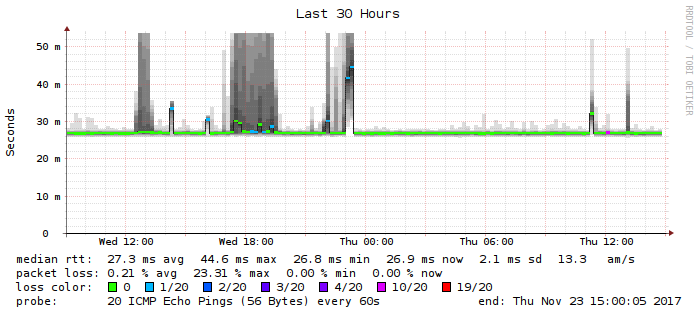 Last 30 Hours
RRDTOOL / TOBI OETIKER
Seconds
50 m
40 m
30 m
20 m
10 m
0
Wed 12:00 Wed 18:00 Thu 00:00 Thu 06:00 Thu 12:00
median rtt: 27.3 ms avg 44.6 ms max 26.8 ms min 26.9 ms now 2.1 ms sd 13.3 am/s
packet loss: 0.21 % avg 23.31 % max 0.00 % min 0.00 % now
loss color: 0 1/20 2/20 3/20 4/20 10/20 19/20
probe: 20 ICMP Echo Pings (56 Bytes) every 60s end: Thu Nov 23 15:00:05 2017